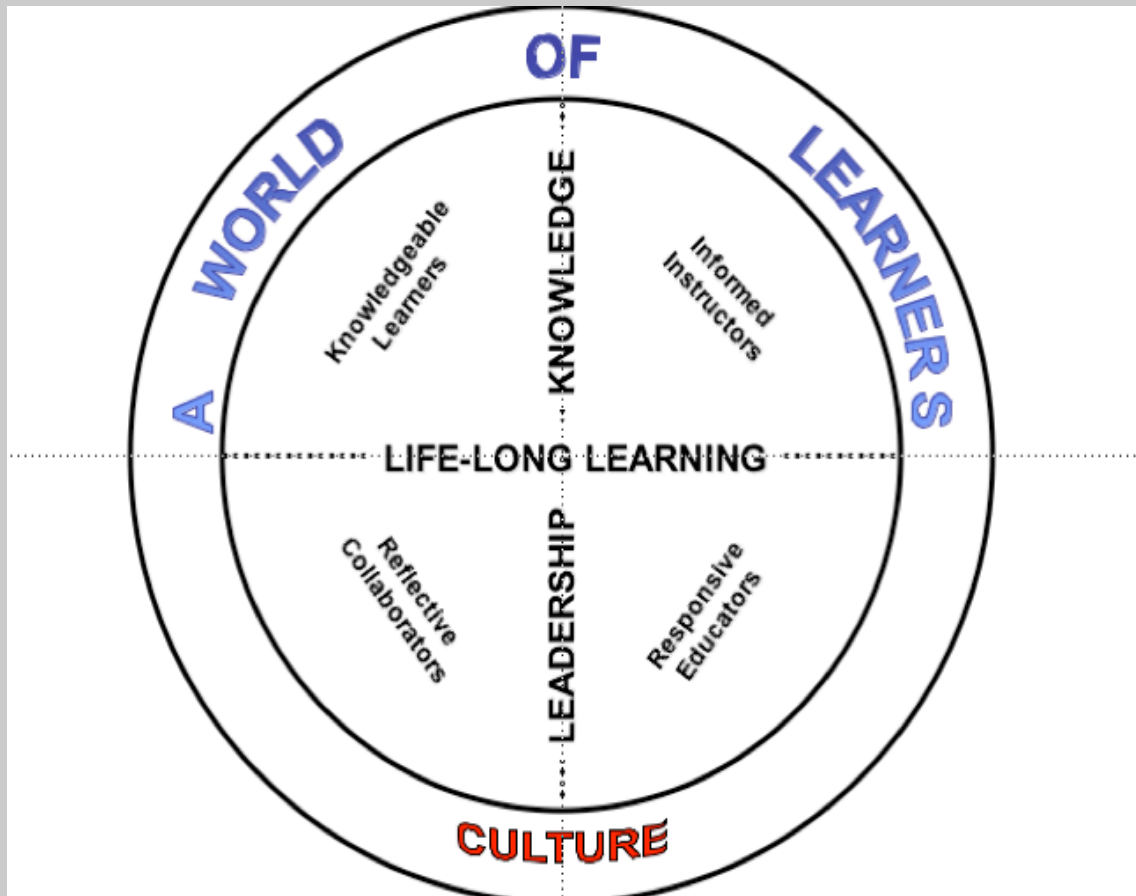 A WORLD OF LEARNERS
KNOWLEDGE
Knowledgeable
Learners
Informed
Instructors
LIFE-LONG LEARNING
LEADERSHIP
Reflective
Collaborators
Responsive
Educators
CULTURE